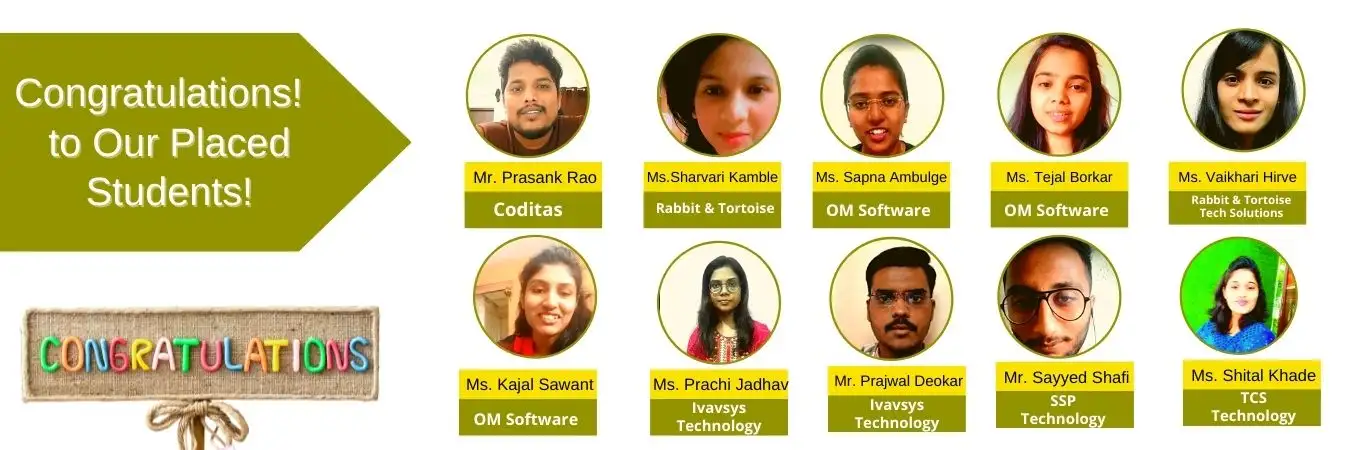 Congratulations!
to Our Placed
Students!
CONGRATULATIONS
Mr. Prasank Rao
Coditas
Ms.Sharvari Kamble
Rabbit & Tortoise
Ms. Sapna Ambulge
OM Software
Ms. Tejal Borkar
OM Software
Ms. Vaikhari Hirve
Rabbit & Tortoise
Tech Solutions
Ms. Kajal Sawant
OM Software
Ms. Prachi Jadhav
Ivavsys
Technology
Mr. Prajwal Deokar
Ivavsys
Technology
Mr. Sayyed Shafi
SSP
Technology
Ms. Shital Khade
TCS
Technology